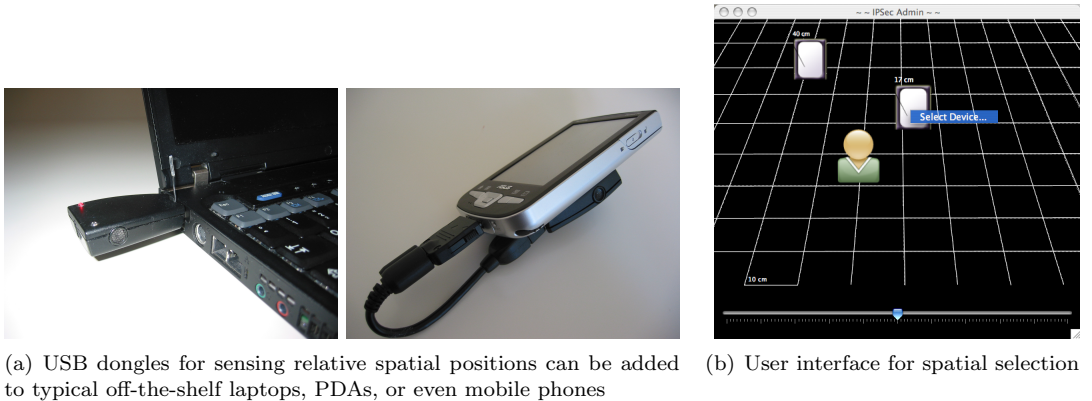 ~ ~ IPSec Admin ~ ~
40 cm
17 cm
Select Device...
10 cm
(a) USB dongles for sensing relative spatial positions can be added
to typical off-the-shelf laptops, PDAs, or even mobile phones
(b) User interface for spatial selection